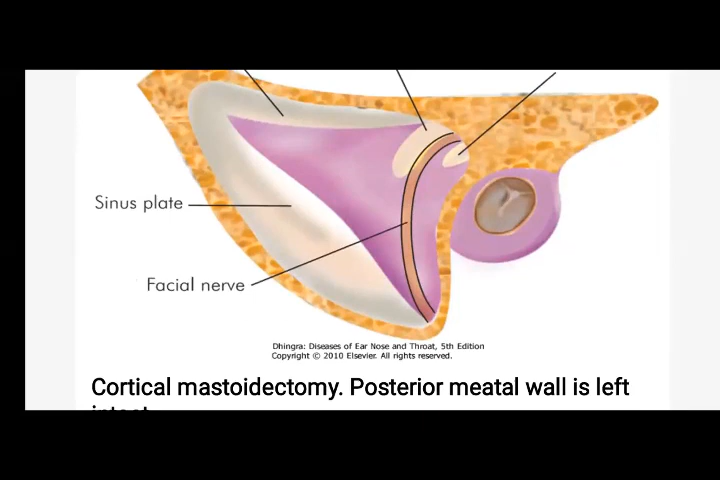 Sinus plate
Facial nerve
Dhingra: Diseases of Ear Nose and Throat, 5th Edition
Copyright © 2010 Elsevier. All rights reserved.
Cortical mastoidectomy. Posterior meatal wall is left